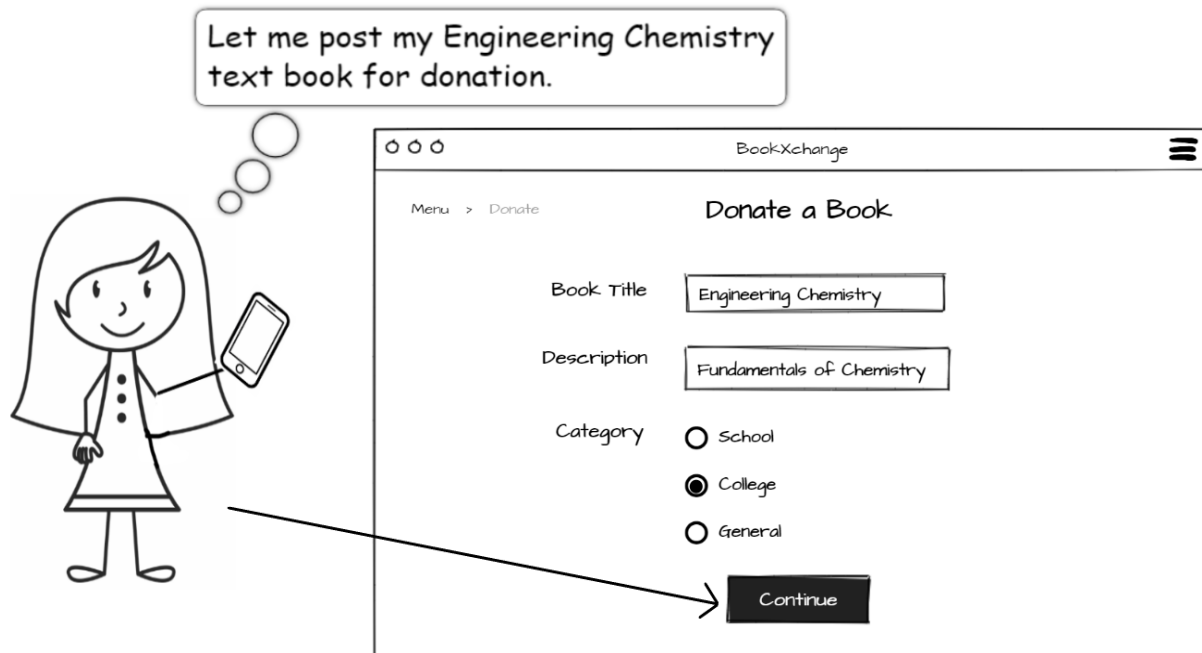 Let me post my Engineering Chemistry
text book for donation.
BookXchange
Menu > Donate
Donate a Book
Book Title
Engineering Chemistry
Description
Fundamentals of Chemistry
Category
School
College
General
Continue